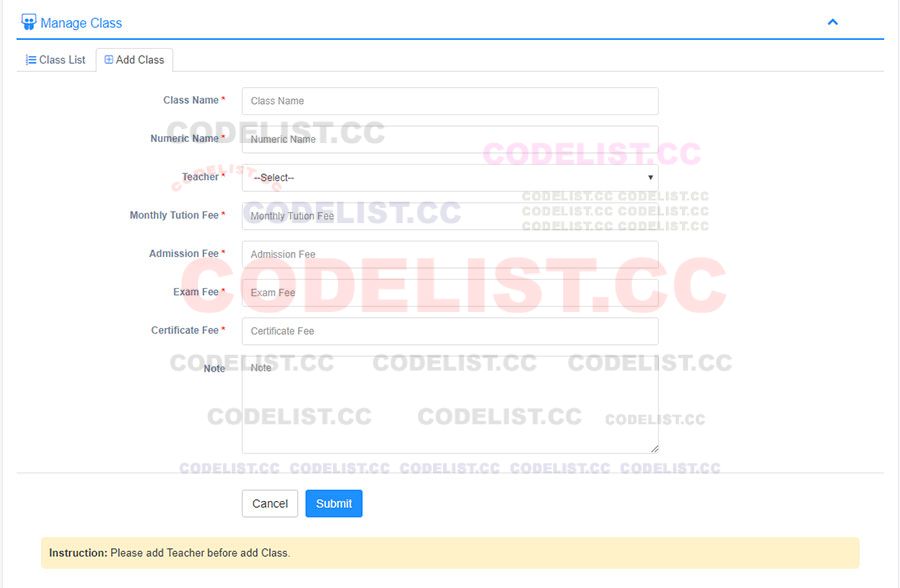 Manage Class
Class List Add Class
Class Name * Class Name
CODELIST.CC
Numeric Name * Numeric Name
CODELIST.CC
CODELIST.CC
Teacher * --Select--
CODELIST.CC CODELIST.CC
CODELIST.CC
Monthly Tution Fee * Monthly Tution Fee
CODELIST.CC CODELIST.CC
CODELIST.CC CODELIST.CC
Admission Fee * Admission Fee
CODELIST.CC
Exam Fee * Exam Fee
Certificate Fee * Certificate Fee
CODELIST.CC CODELIST.CC CODELIST.CC
Note Note
CODELIST.CC CODELIST.CC CODELIST.CC
CODELIST.CC CODELIST.CC CODELIST.CC CODELIST.CC CODELIST.CC
Cancel Submit
Instruction: Please add Teacher before add Class.